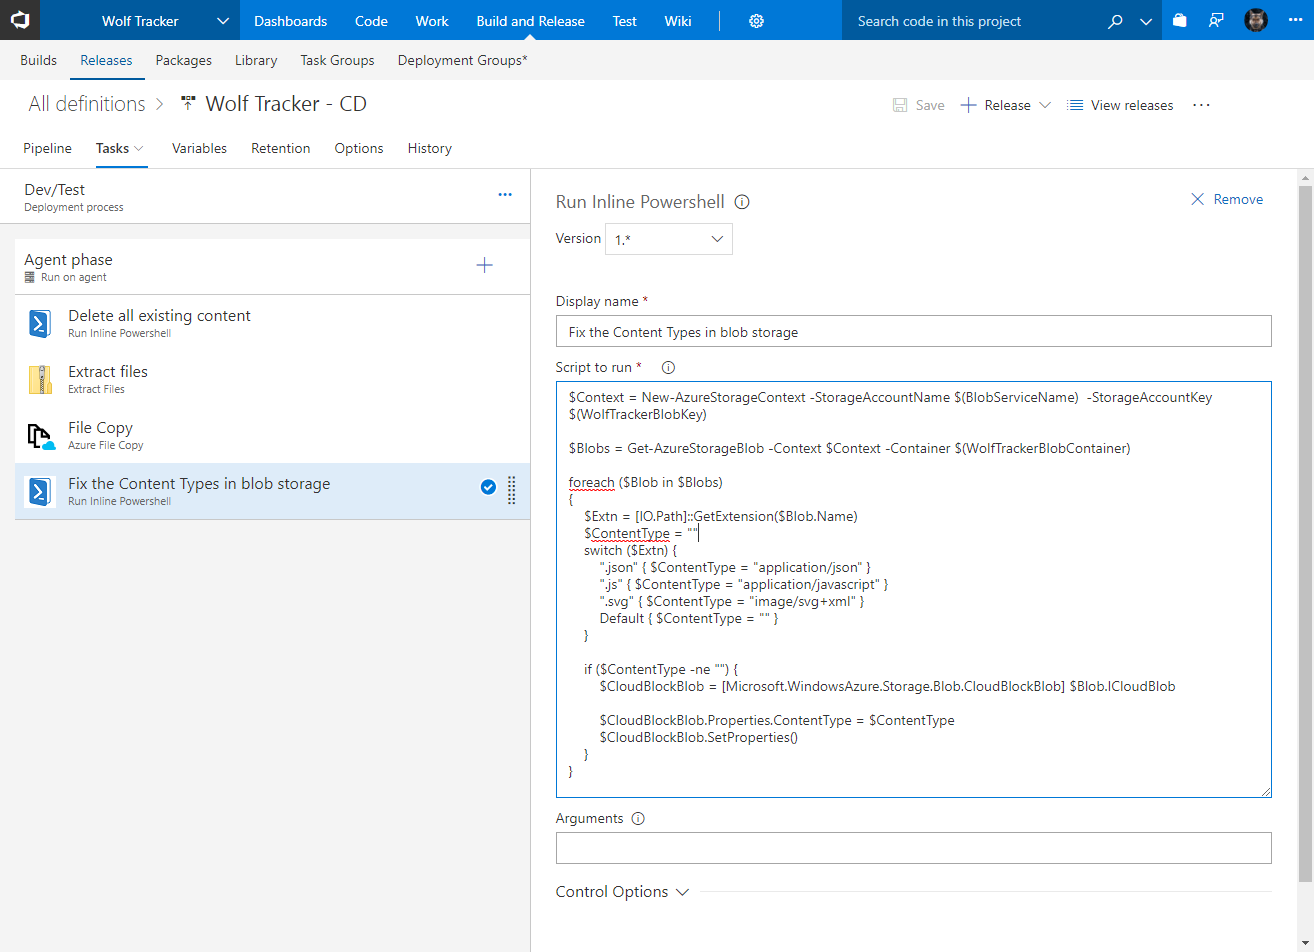 Wolf Tracker Dashboards Code Work Build and Release Test Wiki Search code in this project
Builds Releases Packages Library Task Groups Deployment Groups*
All definitions > Wolf Tracker - CD Save + Release View releases ...
Pipeline Tasks Variables Retention Options History
Dev/Test
Deployment process
Agent phase
Run on agent
Delete all existing content
Run Inline Powershell
Extract files
Extract Files
File Copy
Azure File Copy
Fix the Content Types in blob storage
Run Inline Powershell
Run Inline Powershell
Remove
Version 1.*
Display name *
Fix the Content Types in blob storage
Script to run *
$Context = New-AzureStorageContext -StorageAccountName $(BlobServiceName)  -StorageAccountKey
$(WolfTrackerBlobKey)
$Blobs = Get-AzureStorageBlob -Context $Context -Container $(WolfTrackerBlobContainer)
foreach ($Blob in $Blobs)
{
$Extn = [IO.Path]::GetExtension($Blob.Name)
$ContentType = ""
switch ($Extn) {
".json" { $ContentType = "application/json" }
".js" { $ContentType = "application/javascript" }
".svg" { $ContentType = "image/svg+xml" }
Default { $ContentType = "" }
}
if ($ContentType -ne "") {
$CloudBlockBlob = [Microsoft.WindowsAzure.Storage.Blob.CloudBlockBlob] $Blob.ICloudBlob
$CloudBlockBlob.Properties.ContentType = $ContentType
$CloudBlockBlob.SetProperties()
}
}
Arguments
Control Options